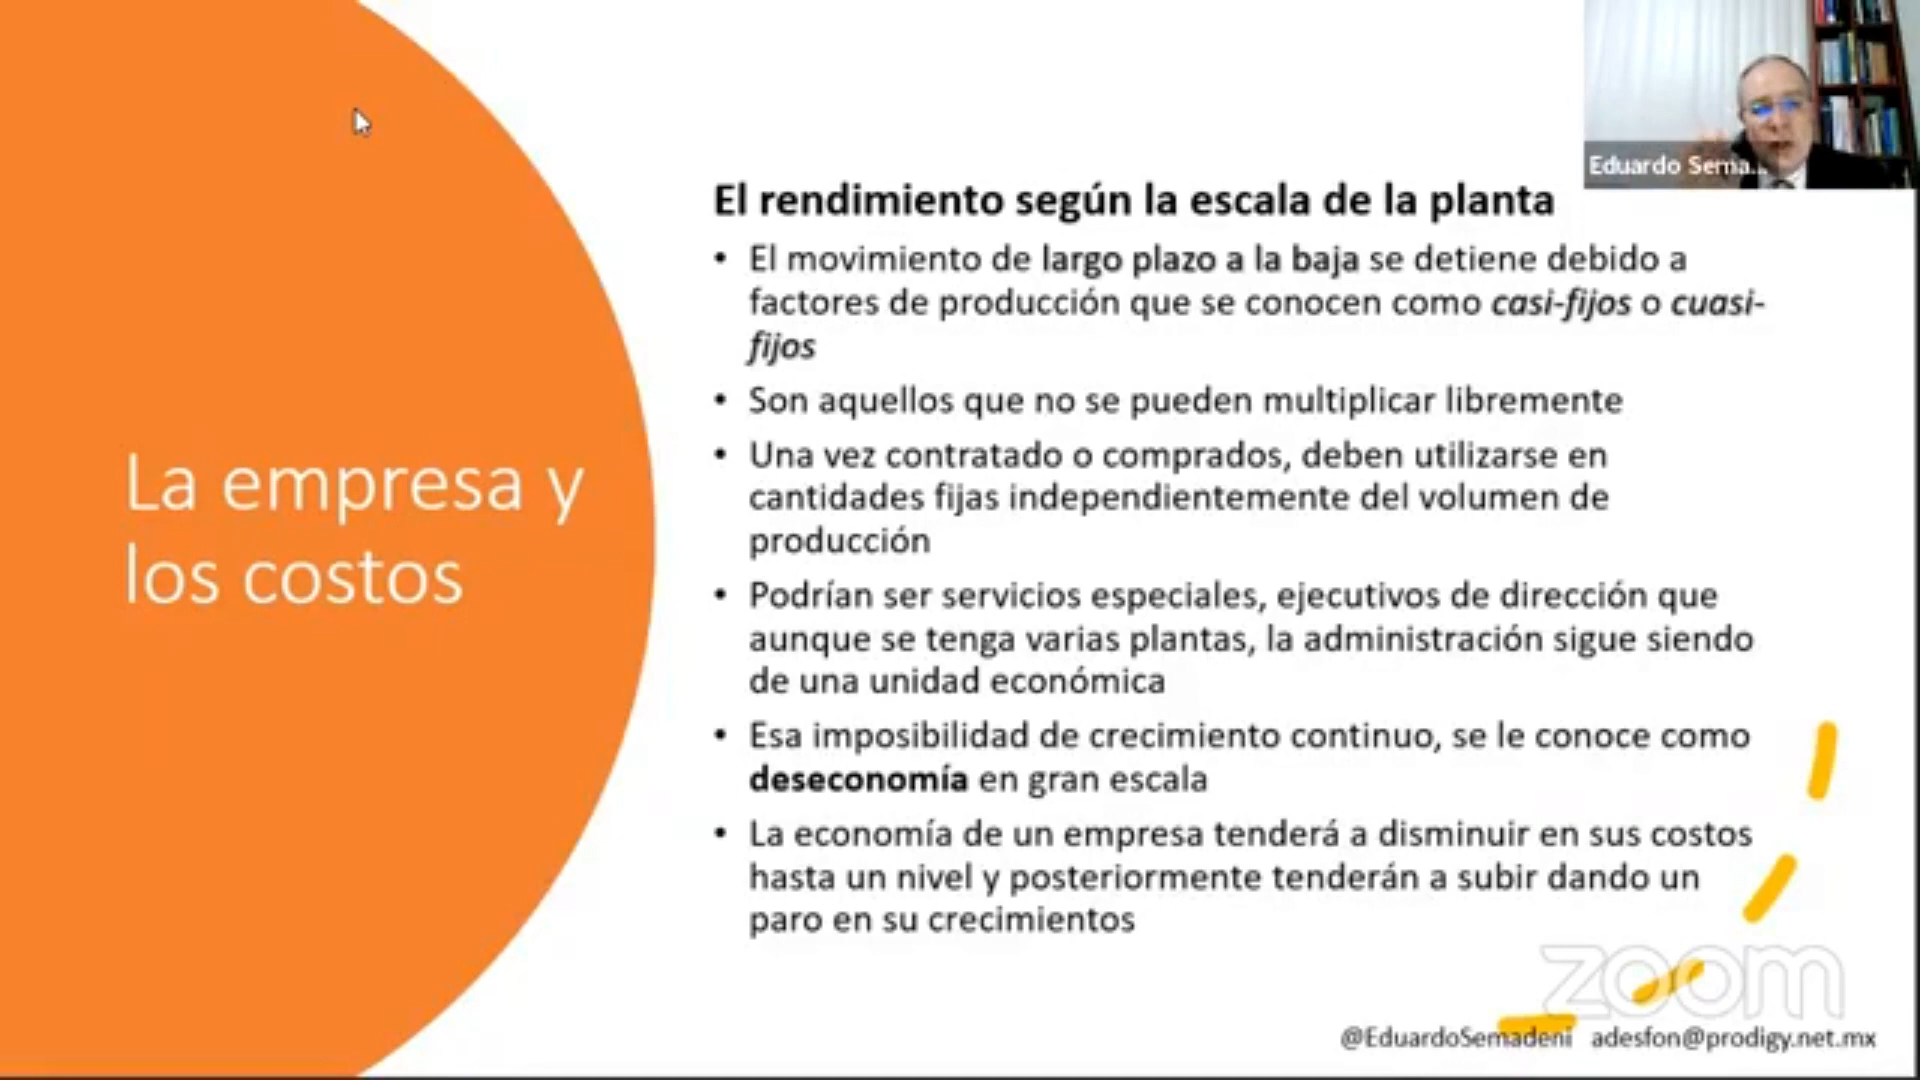 Eduardo Sema...
La empresa y
los costos
El rendimiento según la escala de la planta
• El movimiento de largo plazo a la baja se detiene debido a
factores de producción que se conocen como casi-fijos o cuasi-
fijos
• Son aquellos que no se pueden multiplicar libremente
• Una vez contratado o comprados, deben utilizarse en
cantidades fijas independientemente del volumen de
producción
• Podrían ser servicios especiales, ejecutivos de dirección que
aunque se tenga varias plantas, la administración sigue siendo
de una unidad económica
• Esa imposibilidad de crecimiento continuo, se le conoce como
deseconomía en gran escala
• La economía de un empresa tenderá a disminuir en sus costos
hasta un nivel y posteriormente tenderán a subir dando un
paro en su crecimientos
zoom
@EduardoSemadeni adesfon@prodigy.net.mx